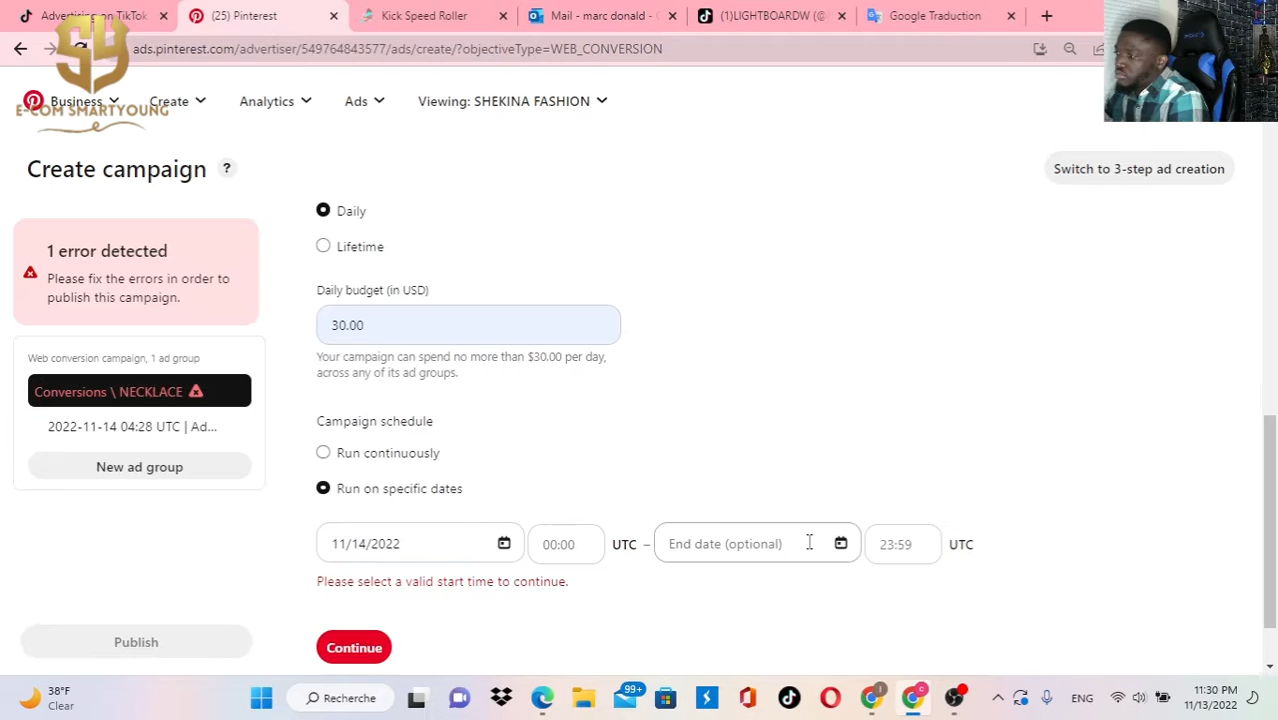 Advertising on TikTok
(25) Pinterest
Kick Speed Roller
Mail - marc donald - C
(1)LIGHTBOARDW (@
Google Traduction
ads.pinterest.com/advertiser/549764843577/ads/create/?objectiveType=WEB_CONVERSION
Business
Create
Analytics
Ads
Viewing: SHEKINA FASHION
E-COM SMARTYOUNG
Create campaign ?
Switch to 3-step ad creation
1 error detected
Please fix the errors in order to
publish this campaign.
Web conversion campaign, 1 ad group
Conversions \ NECKLACE
2022-11-14 04:28 UTC | Ad...
New ad group
Publish
Daily
Lifetime
Daily budget (in USD)
30.00
Your campaign can spend no more than $30.00 per day,
across any of its ad groups.
Campaign schedule
Run continuously
Run on specific dates
11/14/2022 00:00 UTC – End date (optional) 23:59 UTC
Please select a valid start time to continue.
Continue
38°F
Clear
Recherche
99+
ENG
11:30 PM
11/13/2022